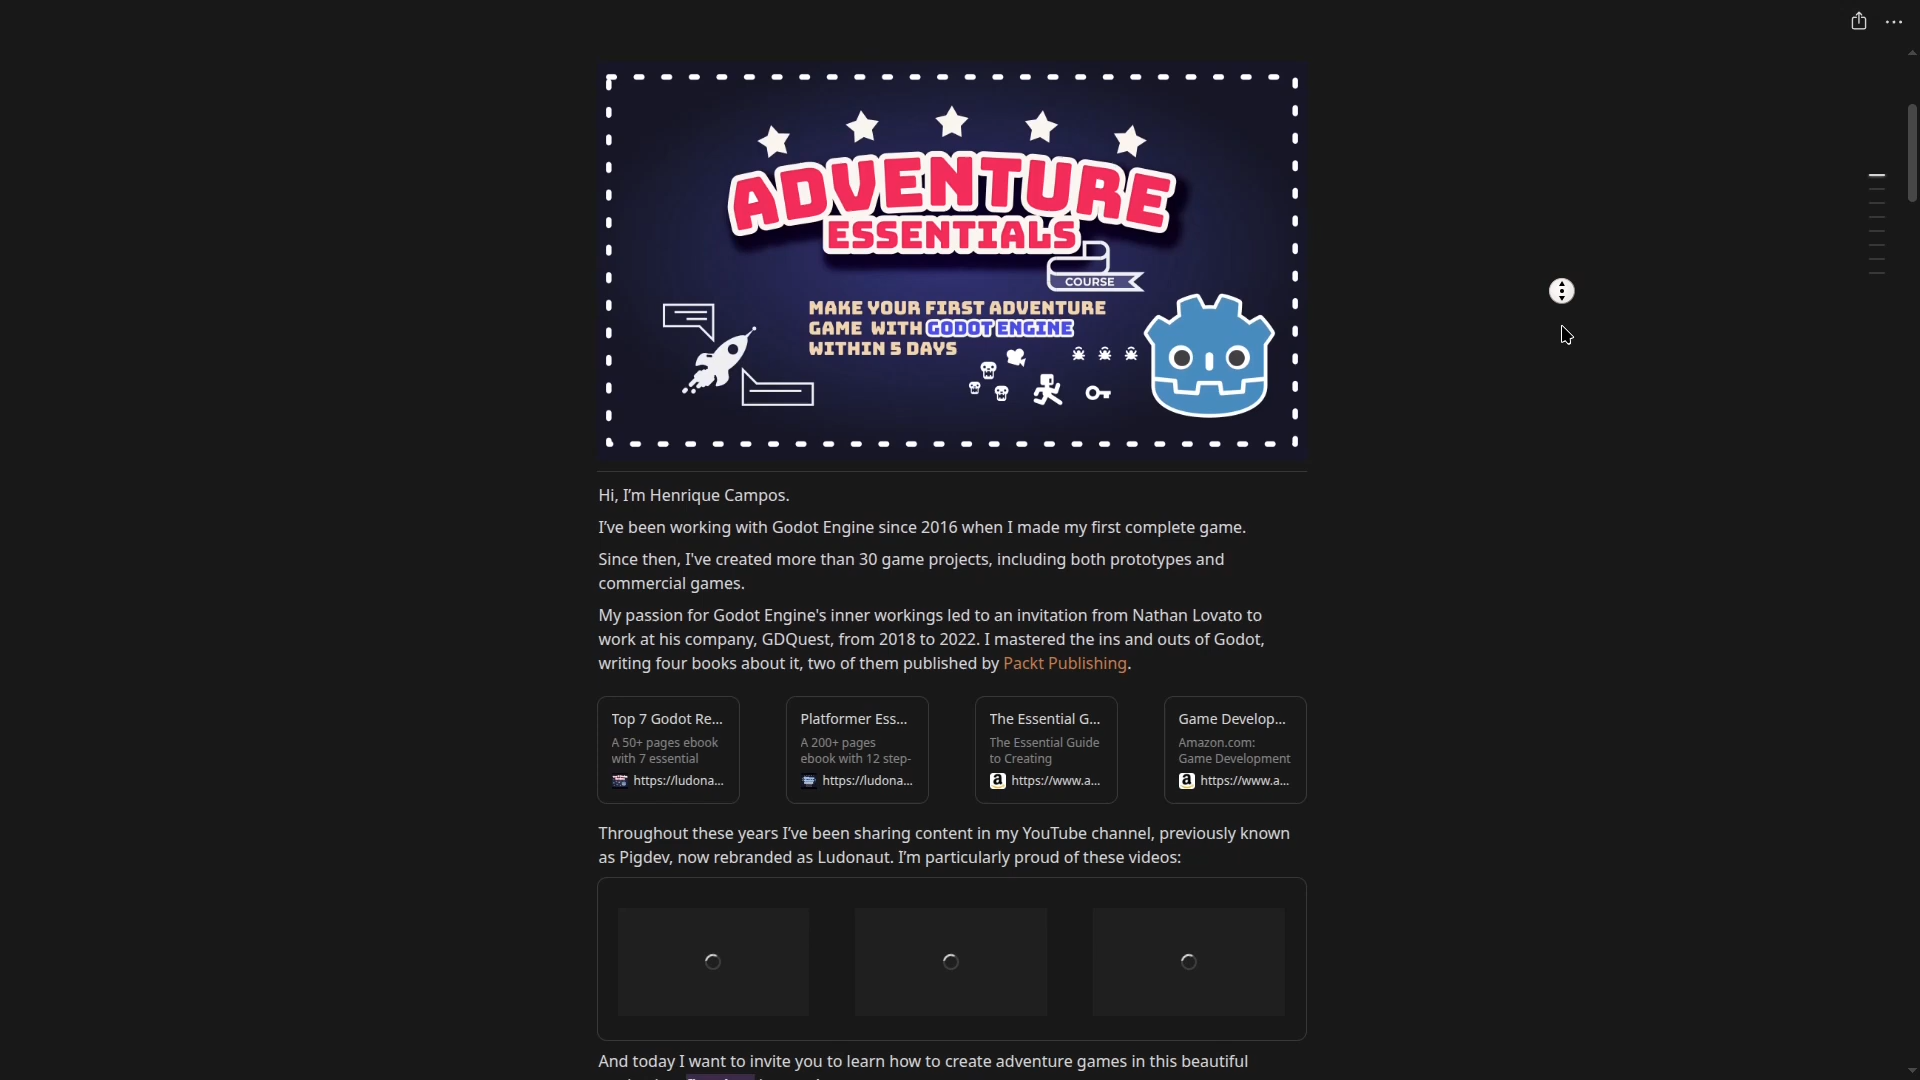 ADVENTURE
ESSENTIALS
COURSE
MAKE YOUR FIRST ADVENTURE
GAME WITH GODOT ENGINE
WITHIN 5 DAYS
Hi, I’m Henrique Campos.
I’ve been working with Godot Engine since 2016 when I made my first complete game.
Since then, I've created more than 30 game projects, including both prototypes and
commercial games.
My passion for Godot Engine's inner workings led to an invitation from Nathan Lovato to
work at his company, GDQuest, from 2018 to 2022. I mastered the ins and outs of Godot,
writing four books about it, two of them published by Packt Publishing.
Top 7 Godot Re...
A 50+ pages ebook
with 7 essential
https://ludona...
Platformer Ess...
A 200+ pages
ebook with 12 step-
https://ludona...
The Essential G...
The Essential Guide
to Creating
https://www.a...
Game Develop...
Amazon.com:
Game Development
https://www.a...
Throughout these years I’ve been sharing content in my YouTube channel, previously known
as Pigdev, now rebranded as Ludonaut. I’m particularly proud of these videos:
And today I want to invite you to learn how to create adventure games in this beautiful